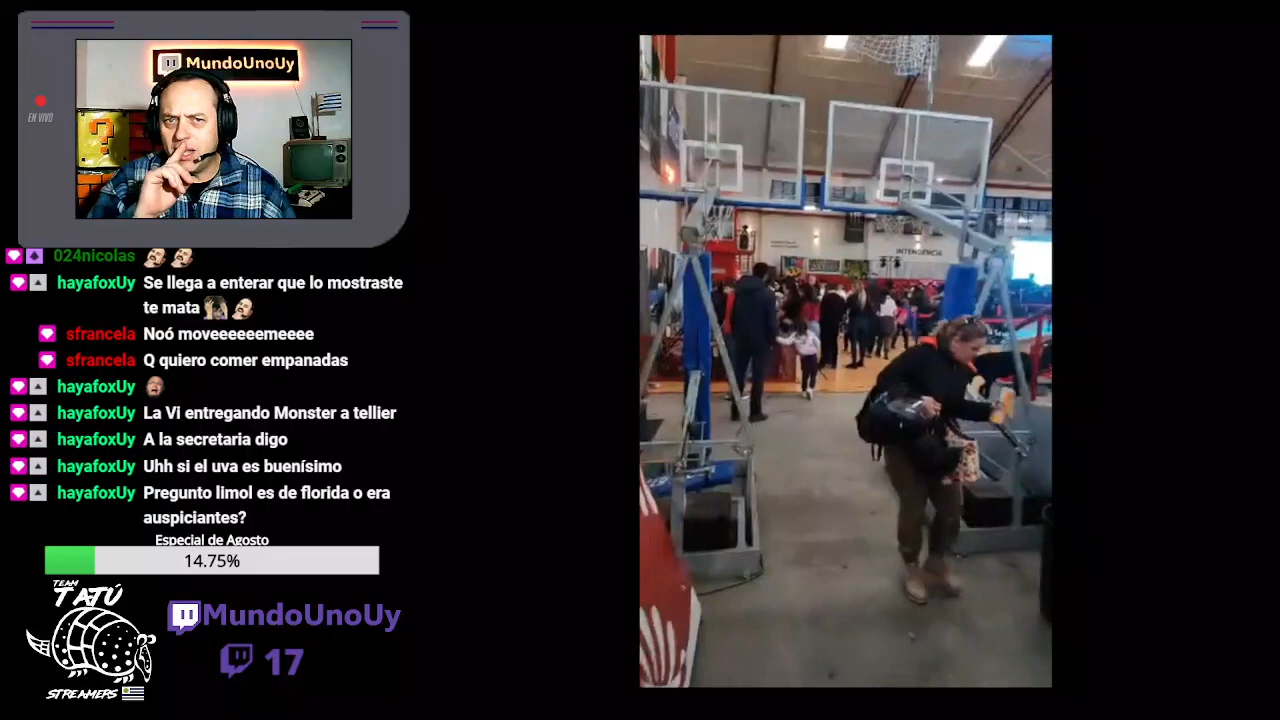 MundoUnoUy
EN VIVO
024nicolas
hayafoxUy Se llega a enterar que lo mostraste
te mata
sfrancela Noó moveeeeeemeeee
sfrancela Q quiero comer empanadas
hayafoxUy
hayafoxUy La Vi entregando Monster a tellier
hayafoxUy A la secretaria digo
hayafoxUy Uhh si el uva es buenísimo
hayafoxUy Pregunto limol es de florida o era
auspiciantes?
Especial de Agosto
14.75%
TEAM
TATÚ
STREAMERS
MundoUnoUy
17
INTENDENCIA